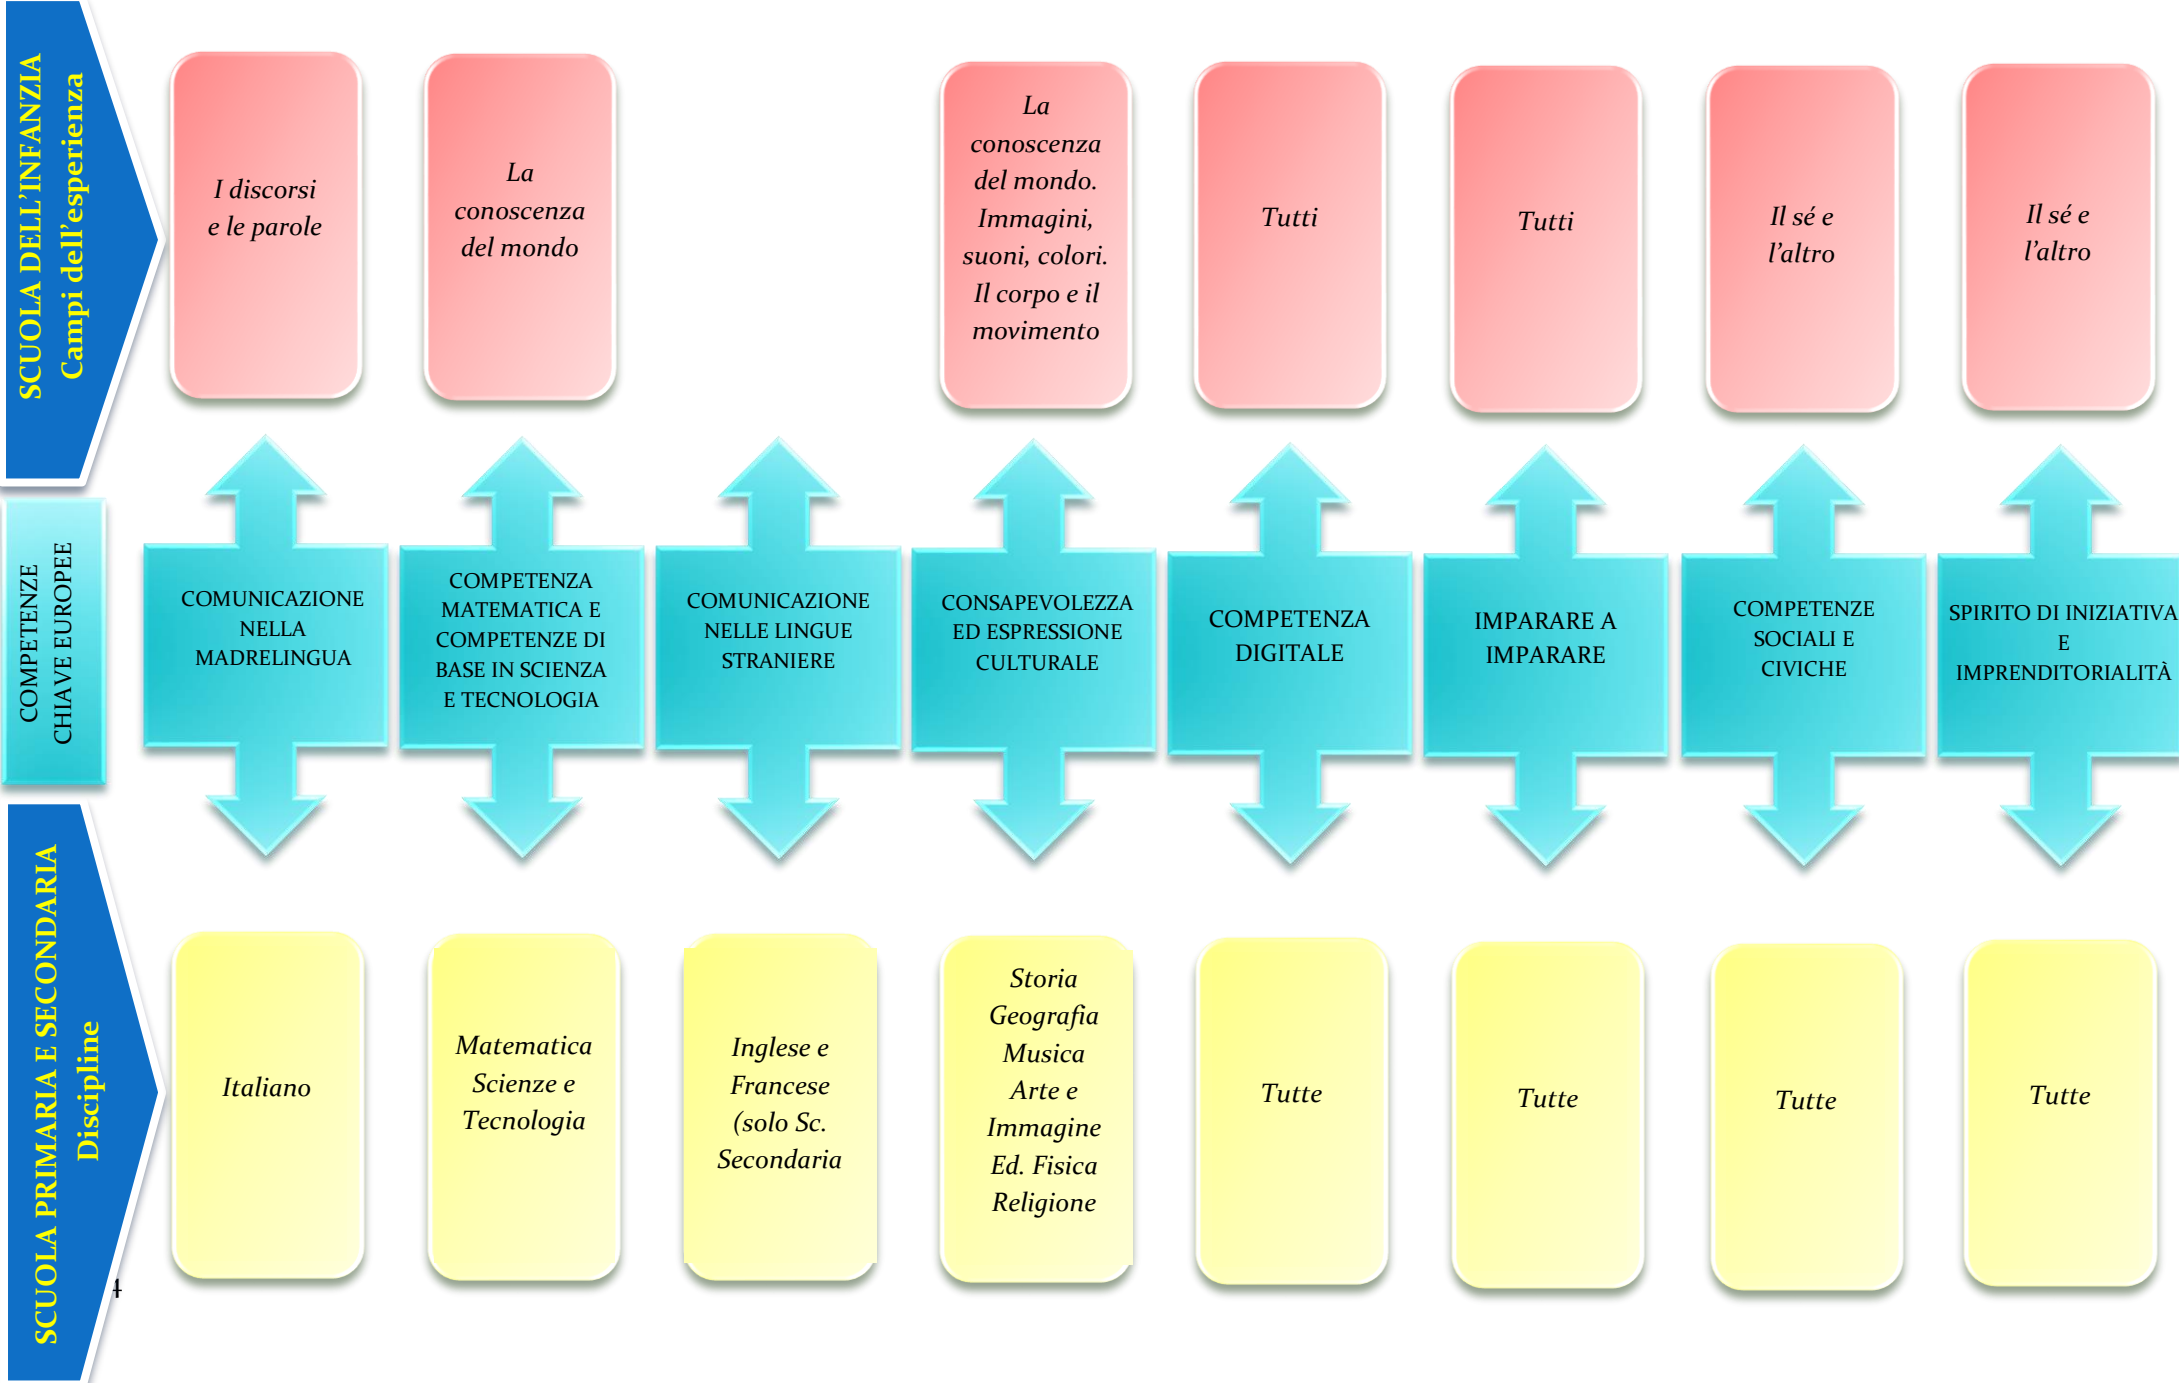 SCUOLA DELL'INFANZIA
Campi dell'esperienza
I discorsi
e le parole
La
conoscenza
del mondo
La
conoscenza
del mondo.
Immagini,
suoni, colori.
Il corpo e il
movimento
Tutti
Tutti
Il sé e
l'altro
Il sé e
l'altro
COMPETENZE
CHIAVE EUROPEE
COMUNICAZIONE
NELLA
MADRELINGUA
COMPETENZA
MATEMATICA E
COMPETENZE DI
BASE IN SCIENZA
E TECNOLOGIA
COMUNICAZIONE
NELLE LINGUE
STRANIERE
CONSAPEVOLEZZA
ED ESPRESSIONE
CULTURALE
COMPETENZA
DIGITALE
IMPARARE A
IMPARARE
COMPETENZE
SOCIALI E
CIVICHE
SPIRITO DI INIZIATIVA
E
IMPRENDITORIALITÀ
SCUOLA PRIMARIA E SECONDARIA
Discipline
Italiano
Matematica
Scienze e
Tecnologia
Inglese e
Francese
(solo Sc.
Secondaria
Storia
Geografia
Musica
Arte e
Immagine
Ed. Fisica
Religione
Tutte
Tutte
Tutte
Tutte
4